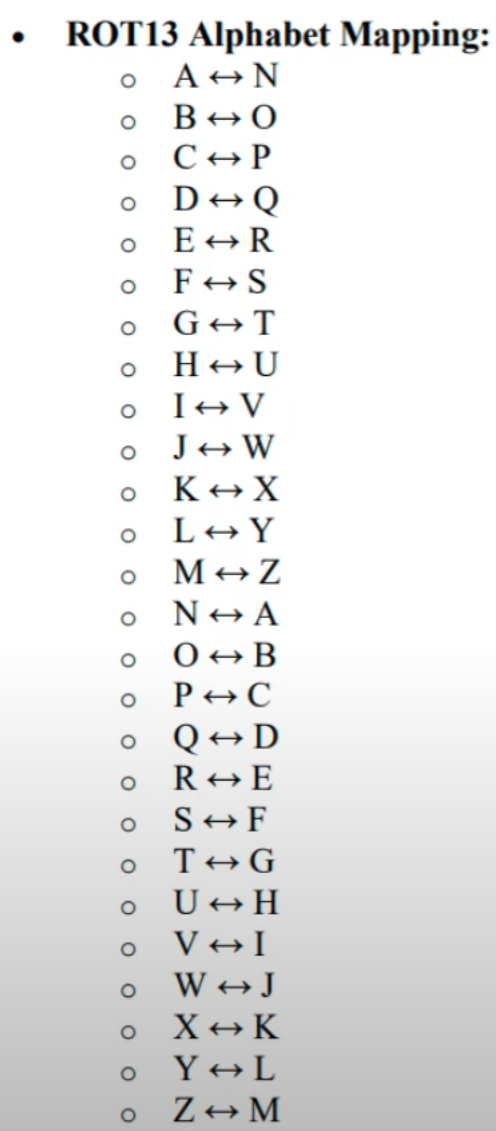 • ROT13 Alphabet Mapping:
o A ↔ N
o B ↔ O
o C ↔ P
o D ↔ Q
o E ↔ R
o F ↔ S
o G ↔ T
o H ↔ U
o I ↔ V
o J ↔ W
o K ↔ X
o L ↔ Y
o M ↔ Z
o N ↔ A
o O ↔ B
o P ↔ C
o Q ↔ D
o R ↔ E
o S ↔ F
o T ↔ G
o U ↔ H
o V ↔ I
o W ↔ J
o X ↔ K
o Y ↔ L
o Z ↔ M